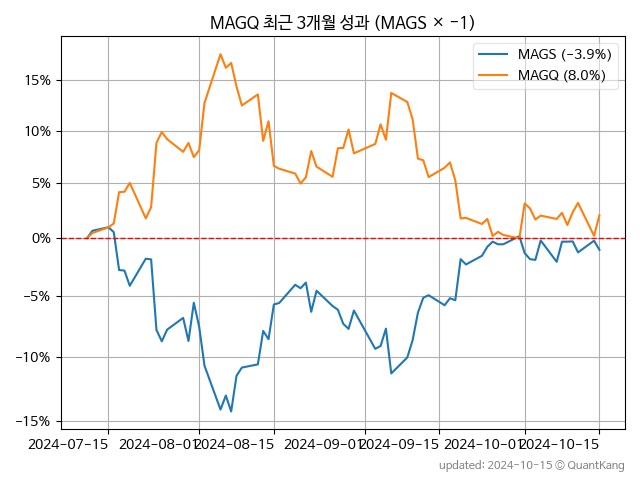 MAGQ 최근 3개월 성과 (MAGS × −1)
MAGS (−3.9%)
MAGQ (8.0%)
15%
10%
5%
0%
−5%
−10%
−15%
2024-07-15 2024-08-01 2024-08-15 2024-09-01 2024-09-15 2024-10-01 2024-10-15
updated: 2024-10-15 © QuantKang